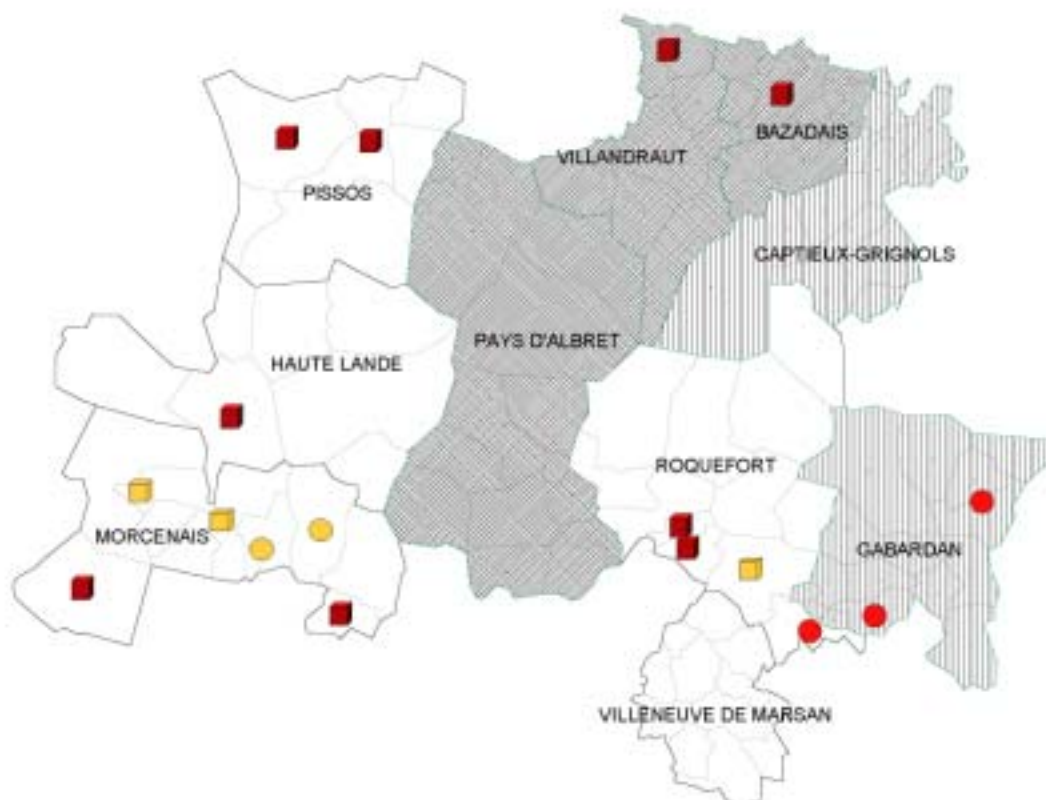 BAZADAIS
VILLANDRAUT
PISSOS
CAPTIEUX-GRIGNOLS
PAYS D'ALBRET
HAUTE LANDE
ROQUEFORT
MORCENAIS
GABARDAN
VILLENEUVE DE MARSAN